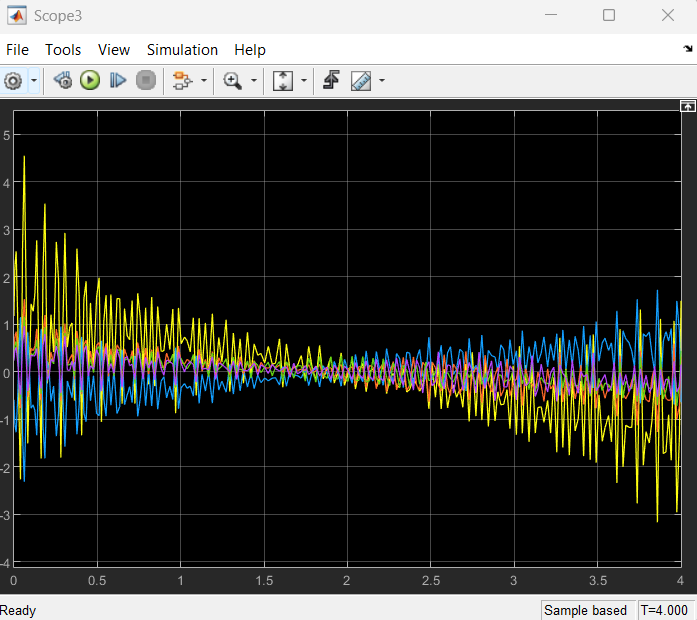 Scope3
File Tools View Simulation Help
5
4
3
2
1
0
-1
-2
-3
-4
0 0.5 1 1.5 2 2.5 3 3.5 4
Ready Sample based T=4.000